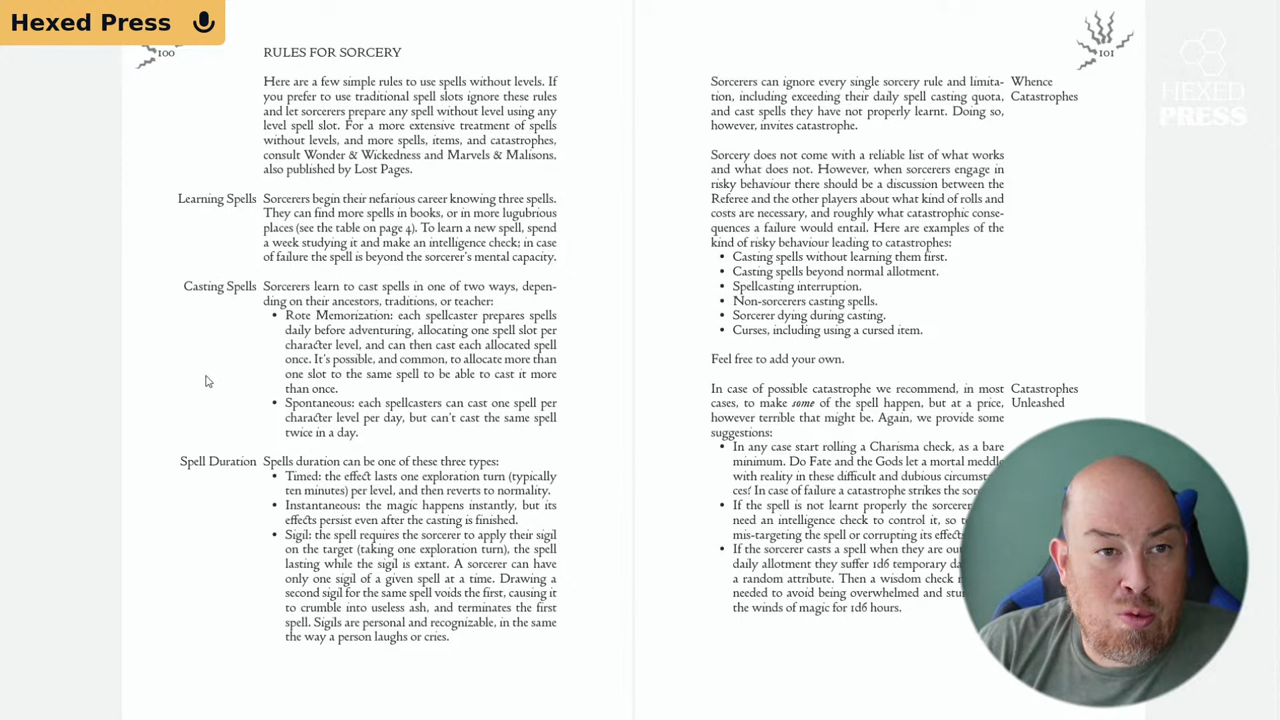 Hexed Press
100
RULES FOR SORCERY
Here are a few simple rules to use spells without levels. If
you prefer to use traditional spell slots ignore these rules
and let sorcerers prepare any spell without level using any
level spell slot. For a more extensive treatment of spells
without levels, and more spells, items, and catastrophes,
consult Wonder & Wickedness and Marvels & Malisons,
also published by Lost Pages.
Learning Spells
Sorcerers begin their nefarious career knowing three spells.
They can find more spells in books, or in more lugubrious
places (see the table on page 4). To learn a new spell, spend
a week studying it and make an intelligence check; in case
of failure the spell is beyond the sorcerer's mental capacity.
Casting Spells
Sorcerers learn to cast spells in one of two ways, depen-
ding on their ancestors, traditions, or teacher:
• Rote Memorization: each spellcaster prepares spells
daily before adventuring, allocating one spell slot per
character level, and can then cast each allocated spell
once. It's possible, and common, to allocate more than
one slot to the same spell to be able to cast it more
than once.
• Spontaneous: each spellcasters can cast one spell per
character level per day, but can't cast the same spell
twice in a day.
Spell Duration
Spells duration can be one of these three types:
• Timed: the effect lasts one exploration turn (typically
ten minutes) per level, and then reverts to normality.
• Instantaneous: the magic happens instantly, but its
effects persist even after the casting is finished.
• Sigil: the spell requires the sorcerer to apply their sigil
on the target (taking one exploration turn), the spell
lasting while the sigil is extant. A sorcerer can have
only one sigil of a given spell at a time. Drawing a
second sigil for the same spell voids the first, causing it
to crumble into useless ash, and terminates the first
spell. Sigils are personal and recognizable, in the same
the way a person laughs or cries.
101
Whence
Catastrophes
Sorcerers can ignore every single sorcery rule and limita-
tion, including exceeding their daily spell casting quota,
and cast spells they have not properly learnt. Doing so,
however, invites catastrophe.
Sorcery does not come with a reliable list of what works
and what does not. However, when sorcerers engage in
risky behaviour there should be a discussion between the
Referee and the other players about what kind of rolls and
costs are necessary, and roughly what catastrophic conse-
quences a failure would entail. Here are examples of the
kind of risky behaviour leading to catastrophes:
• Casting spells without learning them first.
• Casting spells beyond normal allotment.
• Spellcasting interruption.
• Non-sorcerers casting spells.
• Sorcerer dying during casting.
• Curses, including using a cursed item.
Feel free to add your own.
Catastrophes
Unleashed
In case of possible catastrophe we recommend, in most
cases, to make some of the spell happen, but at a price,
however terrible that might be. Again, we provide some
suggestions:
• In any case start rolling a Charisma check, as a bare
minimum. Do Fate and the Gods let a mortal meddle
with reality in these difficult and dubious circumstan
ces? In case of failure a catastrophe strikes the
• If the spell is not learnt properly the sorcerer
need an intelligence check to control it, so
mis-targeting the spell or corrupting its
• If the sorcerer casts a spell when they are
daily allotment they suffer 1d6 temporary
a random attribute. Then a wisdom check
needed to avoid being overwhelmed and
the winds of magic for 1d6 hours.
HEXED
PRESS